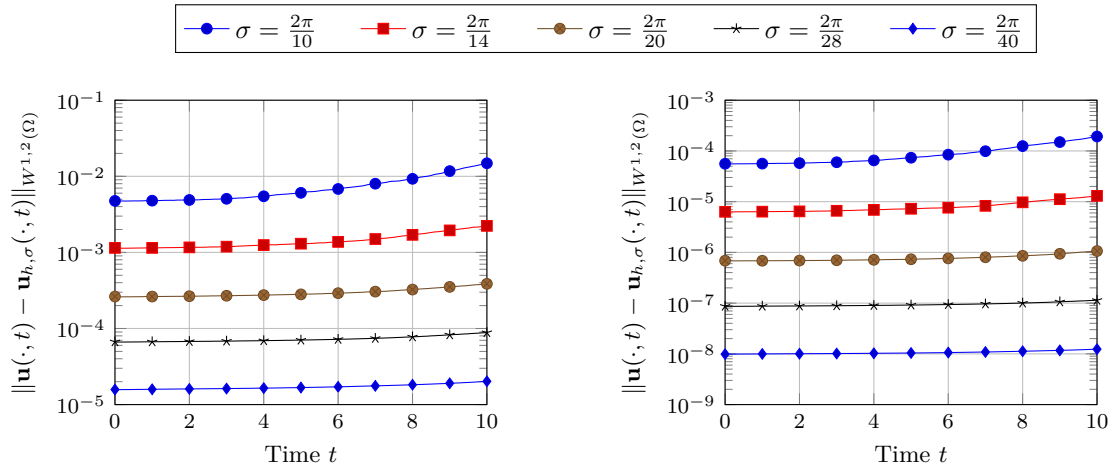 σ = 2π/10 σ = 2π/14 σ = 2π/20 σ = 2π/28 σ = 2π/40
‖u(·, t) − u_{h,σ}(·, t)‖_{W^{1,2}(Ω)}
10^{-1}
10^{-2}
10^{-3}
10^{-4}
10^{-5}
0 2 4 6 8 10
Time t
‖u(·, t) − u_{h,σ}(·, t)‖_{W^{1,2}(Ω)}
10^{-3}
10^{-4}
10^{-5}
10^{-6}
10^{-7}
10^{-8}
10^{-9}
0 2 4 6 8 10
Time t